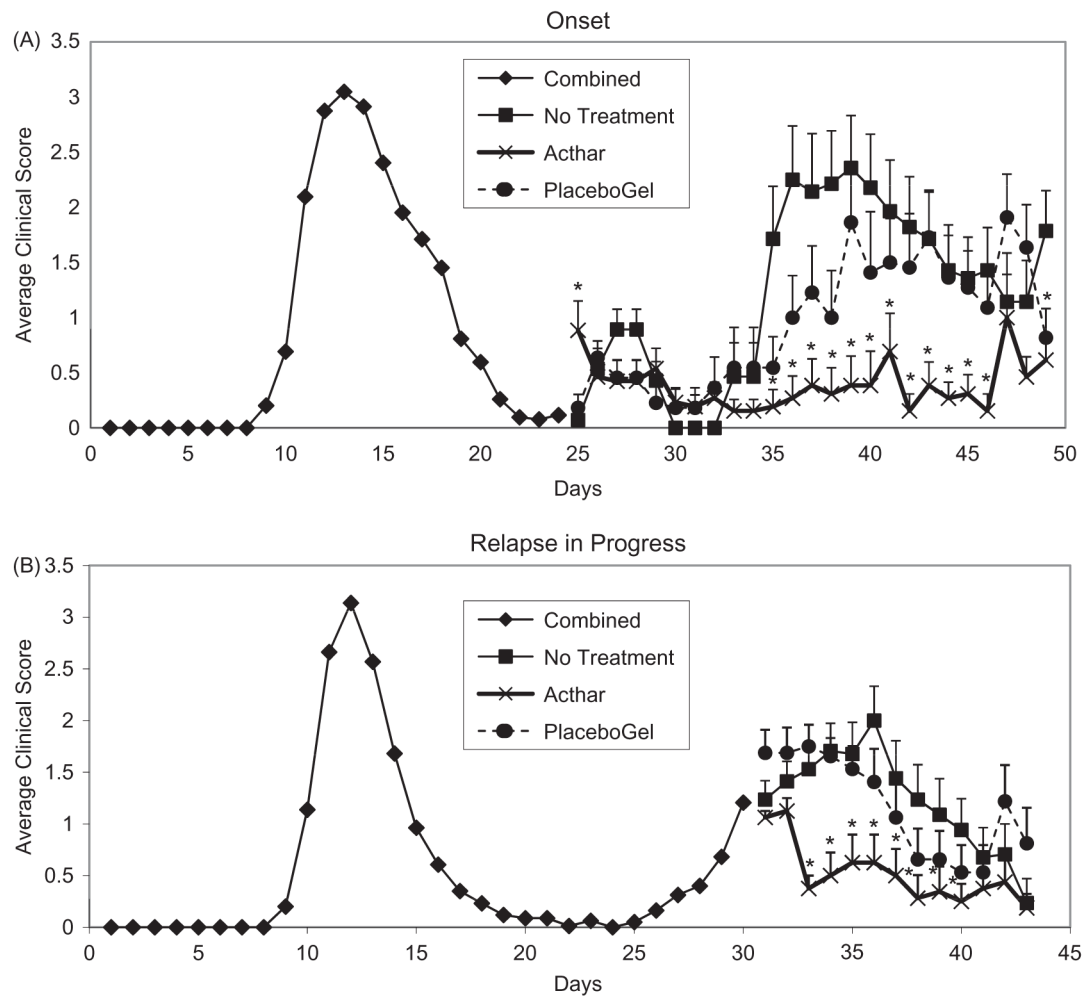 (A)
Onset
3.5
3
2.5
2
1.5
1
0.5
0
Average Clinical Score
Combined
No Treatment
Acthar
PlaceboGel
* * * * * * * * * * * * * *
0 5 10 15 20 25 30 35 40 45 50
Days
(B)
Relapse in Progress
3.5
3
2.5
2
1.5
1
0.5
0
Average Clinical Score
Combined
No Treatment
Acthar
PlaceboGel
* * * * * * * *
0 5 10 15 20 25 30 35 40 45
Days